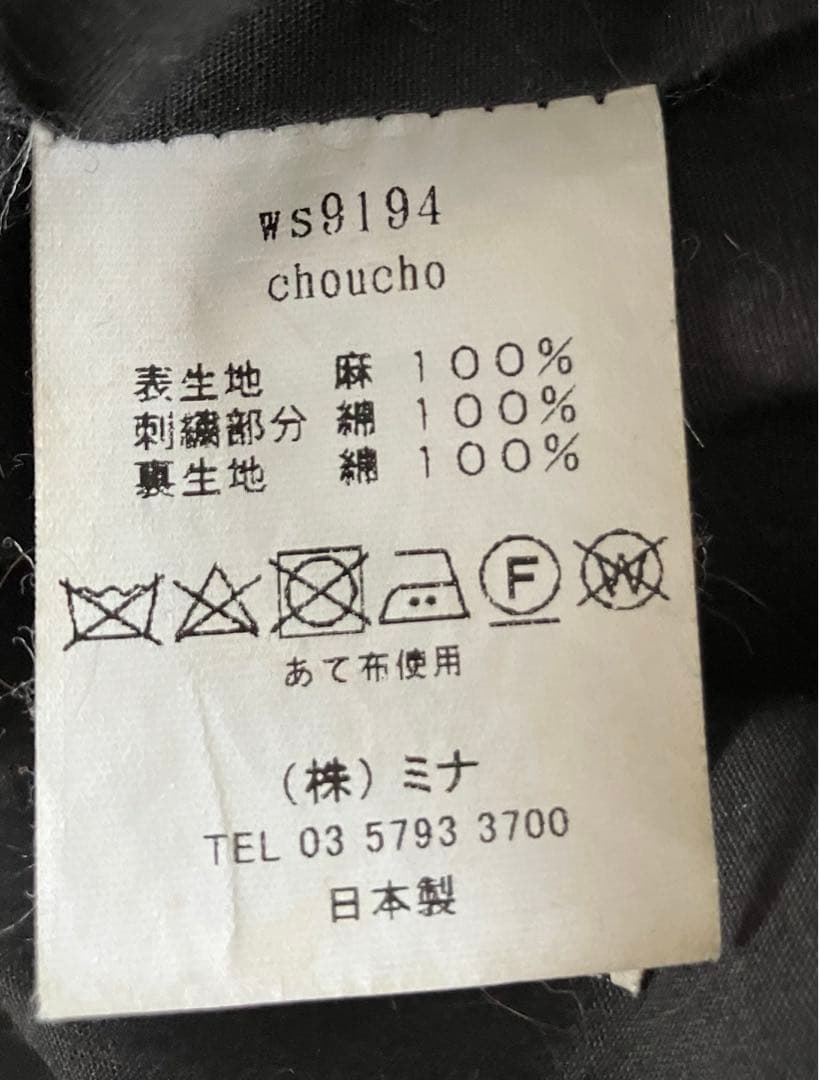 ws9194
choucho
表生地 麻 100%
刺繍部分 綿 100%
裏生地 綿 100%
F W
あて布使用
(株)ミナ
TEL 03 5793 3700
日本製